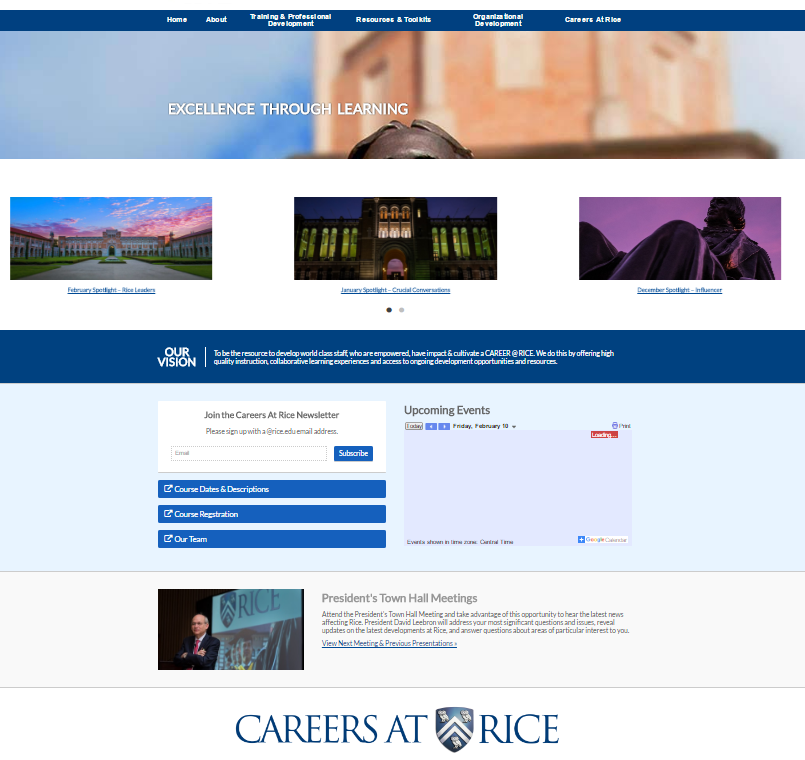 Home
About
Training & Professional
Development
Resources & Toolkits
Organizational
Development
Careers At Rice
EXCELLENCE THROUGH LEARNING
February Spotlight – Rice Leaders
January Spotlight – Crucial Conversations
December Spotlight – Influencer
OUR
VISION
To be the resource to develop world class staff, who are empowered, have impact & cultivate a CAREER @ RICE. We do this by offering high
quality instruction, collaborative learning experiences and access to ongoing development opportunities and resources.
Join the Careers At Rice Newsletter
Please sign up with a @rice.edu email address.
Email
Subscribe
Course Dates & Descriptions
Course Regstration
Our Team
Upcoming Events
Today
Friday, February 10
Print
Loading...
Events shown in time zone: Central Time
Google Calendar
RICE
President's Town Hall Meetings
Attend the President's Town Hall Meeting and take advantage of this opportunity to hear the latest news
affecting Rice. President David Leebron will address your most significant questions and issues, reveal
updates on the latest developments at Rice, and answer questions about areas of particular interest to you.
View Next Meeting & Previous Presentations »
CAREERS AT RICE